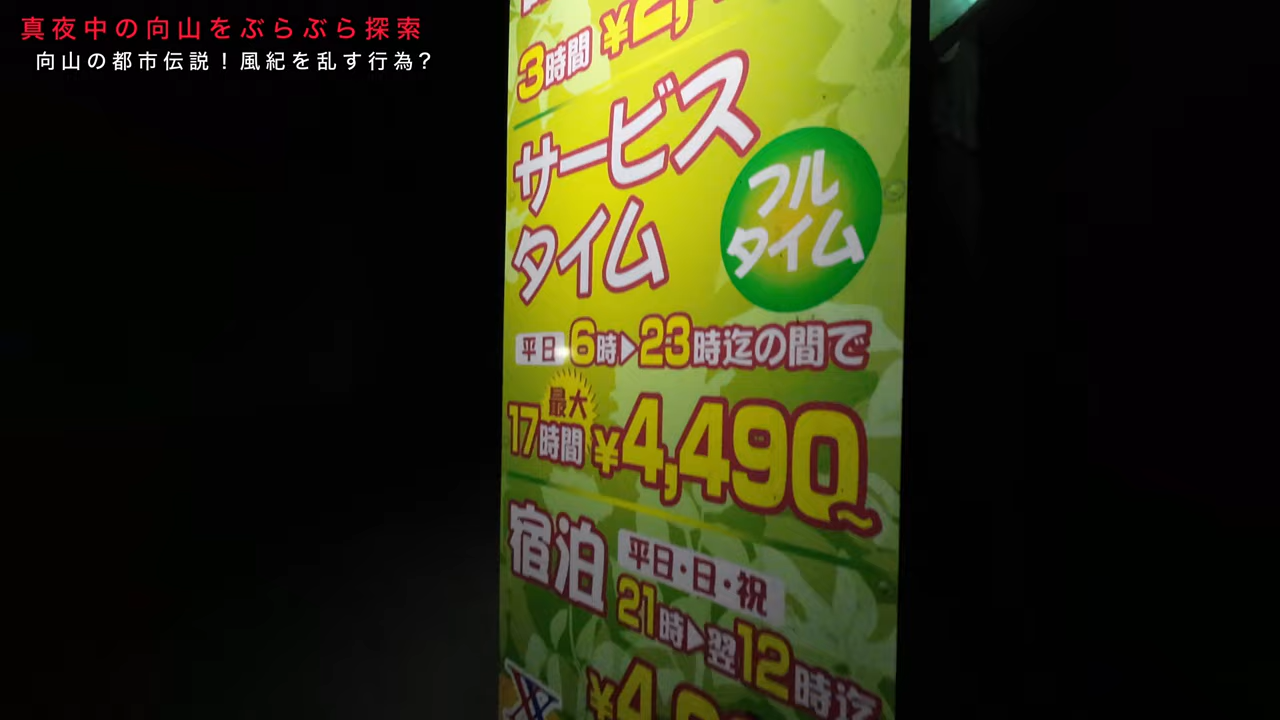 真夜中の向山をぶらぶら探索
向山の都市伝説！風紀を乱す行為?
3時間
サービス
タイム
フル
タイム
平日 6時▶23時迄の間で
最大
17時間 ¥4,490~
宿泊 平日・日・祝
21時▶翌12時迄